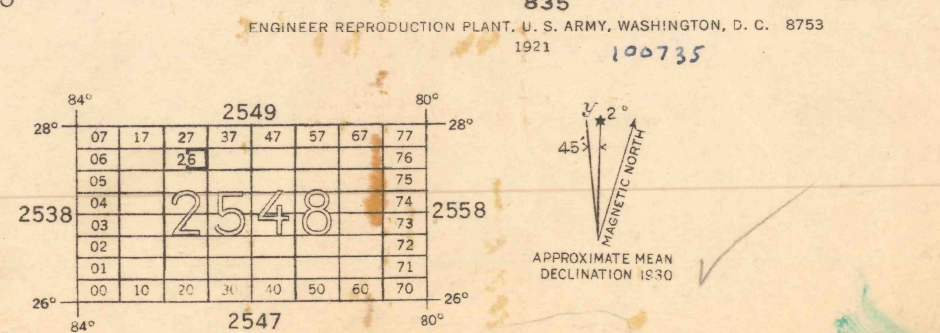 835
ENGINEER REPRODUCTION PLANT, U. S. ARMY, WASHINGTON, D. C. 8753
1921
100735
84° 80°
2549
28° 07 17 27 37 47 57 67 77 28°
06 26 76
05 75
04 74
2538 2548 2558
03 73
02 72
01 71
26° 00 10 20 30 40 50 60 70 26°
84° 80°
2547
y 2°
45'
MAGNETIC NORTH
APPROXIMATE MEAN
DECLINATION 1930